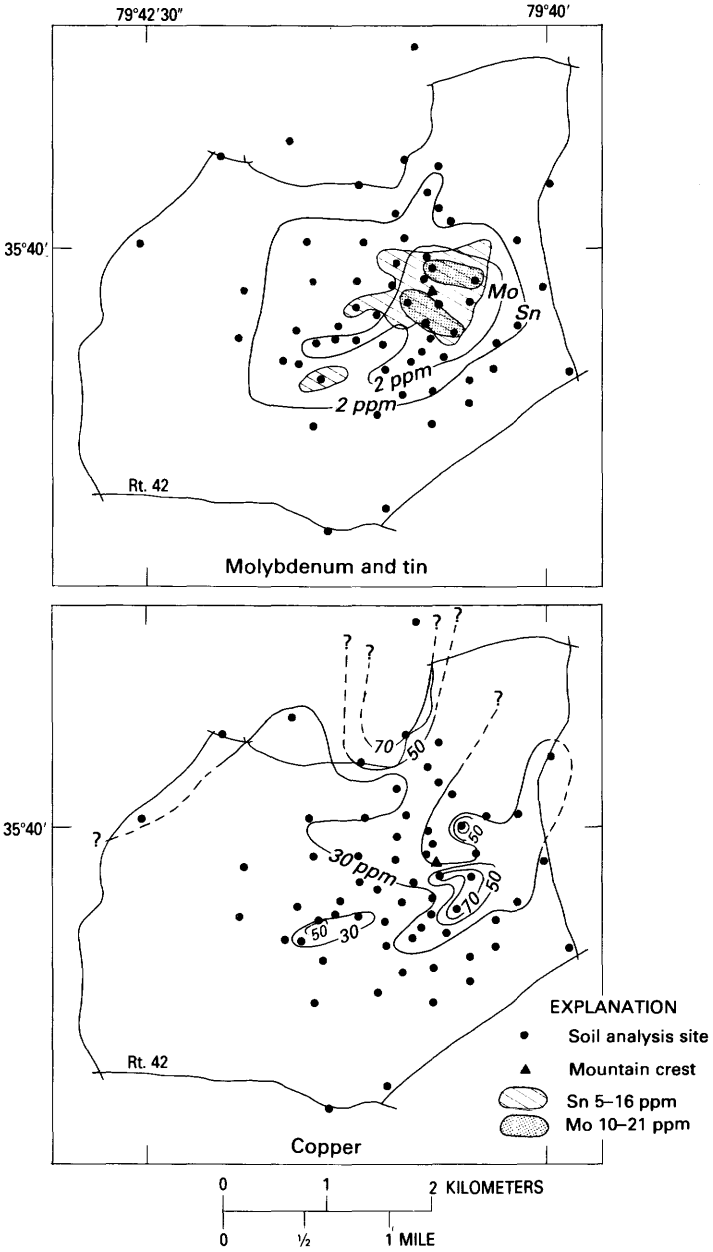 79°42'30" 79°40'
35°40'
Mo
Sn
2 ppm
2 ppm
Rt. 42
Molybdenum and tin
? ? ? ?
?
70
50
35°40'
?
50
30 ppm
50
70
50
30
EXPLANATION
Soil analysis site
Rt. 42
Mountain crest
Sn 5–16 ppm
Mo 10–21 ppm
Copper
0 1 2 KILOMETERS
0 ½ 1 MILE